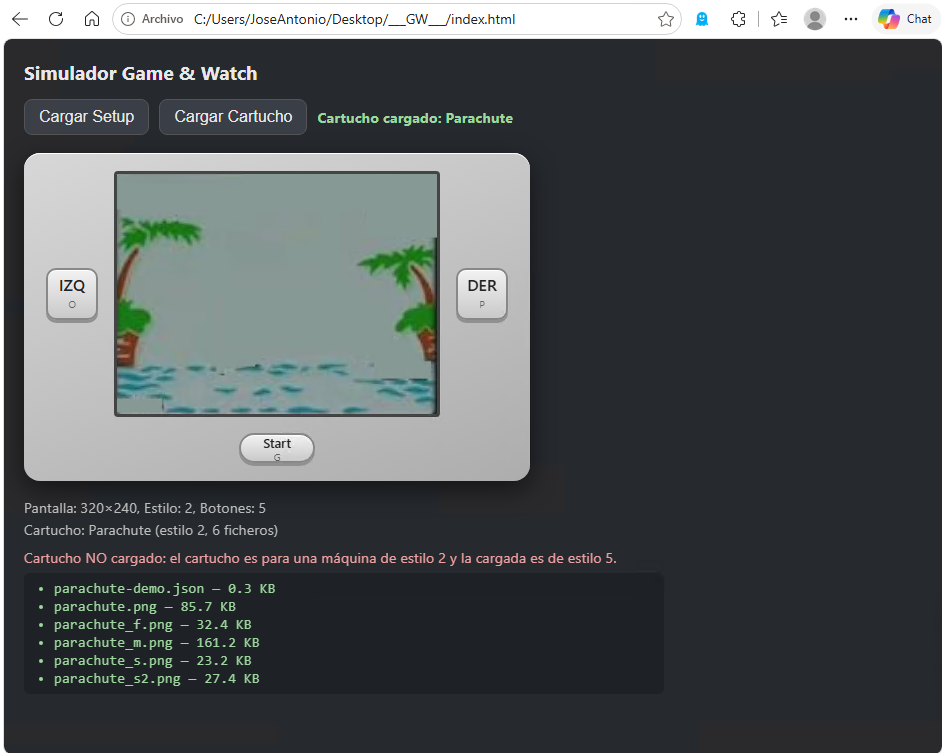 Archivo C:/Users/JoseAntonio/Desktop/___GW___/index.html Chat
Simulador Game & Watch
Cargar Setup Cargar Cartucho Cartucho cargado: Parachute
IZQ
O
DER
P
Start
G
Pantalla: 320×240, Estilo: 2, Botones: 5
Cartucho: Parachute (estilo 2, 6 ficheros)
Cartucho NO cargado: el cartucho es para una máquina de estilo 2 y la cargada es de estilo 5.
• parachute-demo.json — 0.3 KB
• parachute.png — 85.7 KB
• parachute_f.png — 32.4 KB
• parachute_m.png — 161.2 KB
• parachute_s.png — 23.2 KB
• parachute_s2.png — 27.4 KB